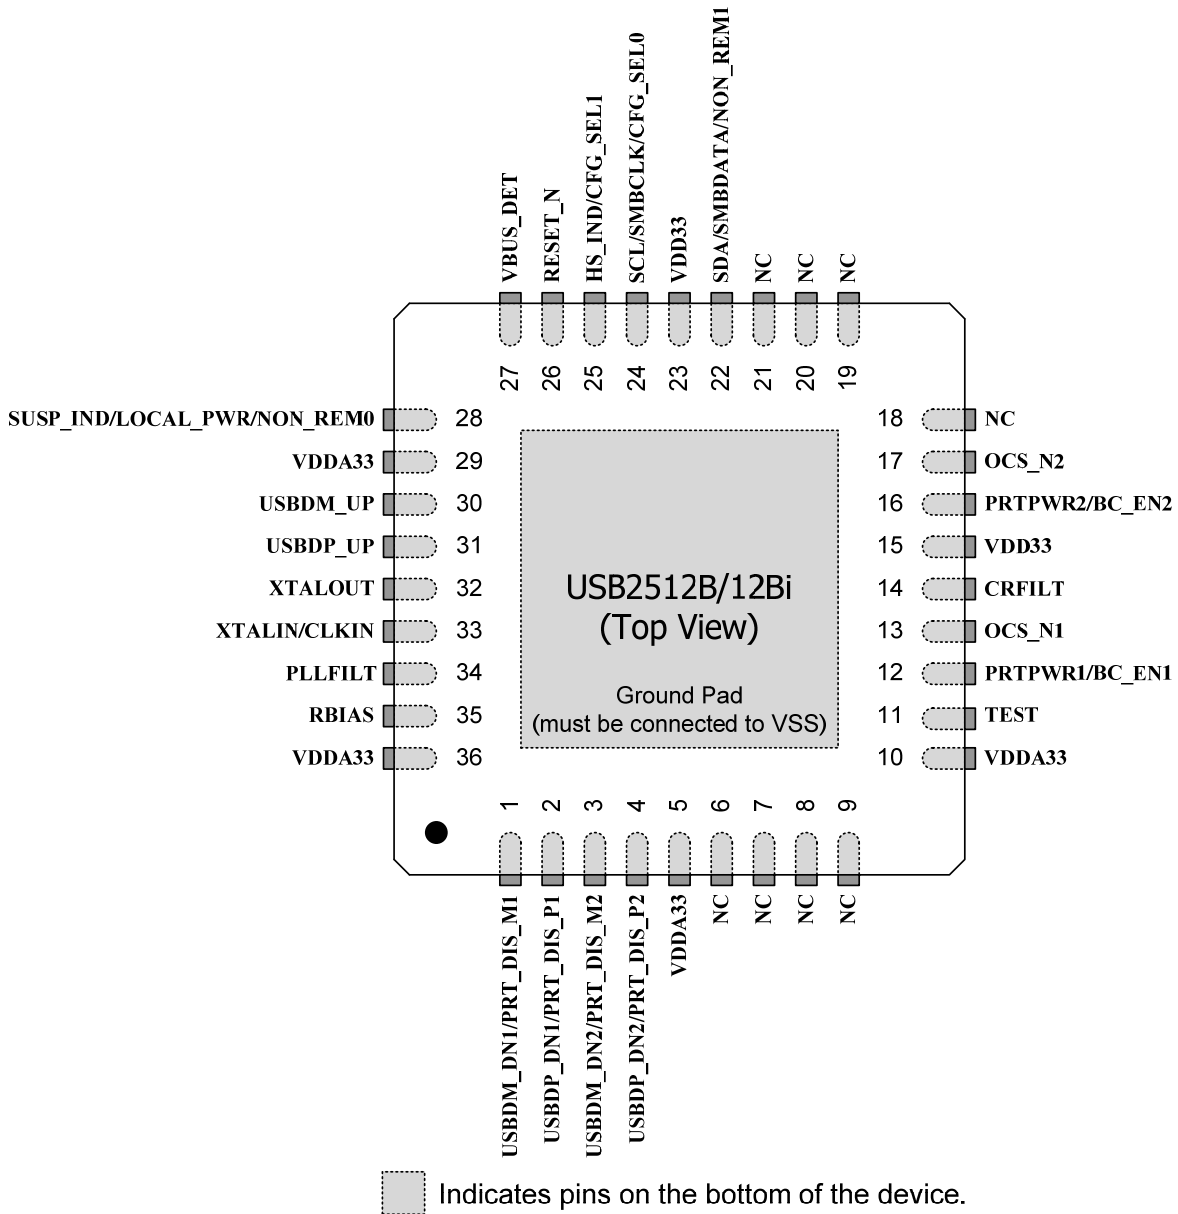 VBUS_DET
RESET_N
HS_IND/CFG_SEL1
SCL/SMBCLK/CFG_SEL0
VDD33
SDA/SMBDATA/NON_REM1
NC
NC
NC
27
26
25
24
23
22
21
20
19
SUSP_IND/LOCAL_PWR/NON_REM0 28
VDDA33 29
USBDM_UP 30
USBDP_UP 31
XTALOUT 32
XTALIN/CLKIN 33
PLLFILT 34
RBIAS 35
VDDA33 36
USB2512B/12Bi
(Top View)
Ground Pad
(must be connected to VSS)
18 NC
17 OCS_N2
16 PRTPWR2/BC_EN2
15 VDD33
14 CRFILT
13 OCS_N1
12 PRTPWR1/BC_EN1
11 TEST
10 VDDA33
1
2
3
4
5
6
7
8
9
USBDM_DN1/PRT_DIS_M1
USBDP_DN1/PRT_DIS_P1
USBDM_DN2/PRT_DIS_M2
USBDP_DN2/PRT_DIS_P2
VDDA33
NC
NC
NC
NC
Indicates pins on the bottom of the device.